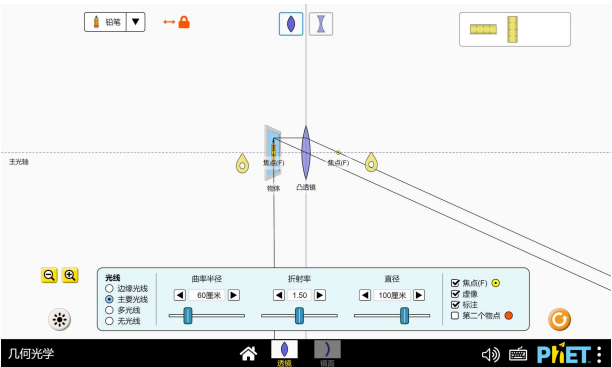 铅笔
主光轴
焦点(F)
焦点(F)
物体
凸透镜
光线
边缘光线
主要光线
多光线
无光线
曲率半径
60厘米
折射率
1.50
直径
100厘米
焦点(F)
虚像
标注
第二个物点
几何光学
透镜
镜面
PhET